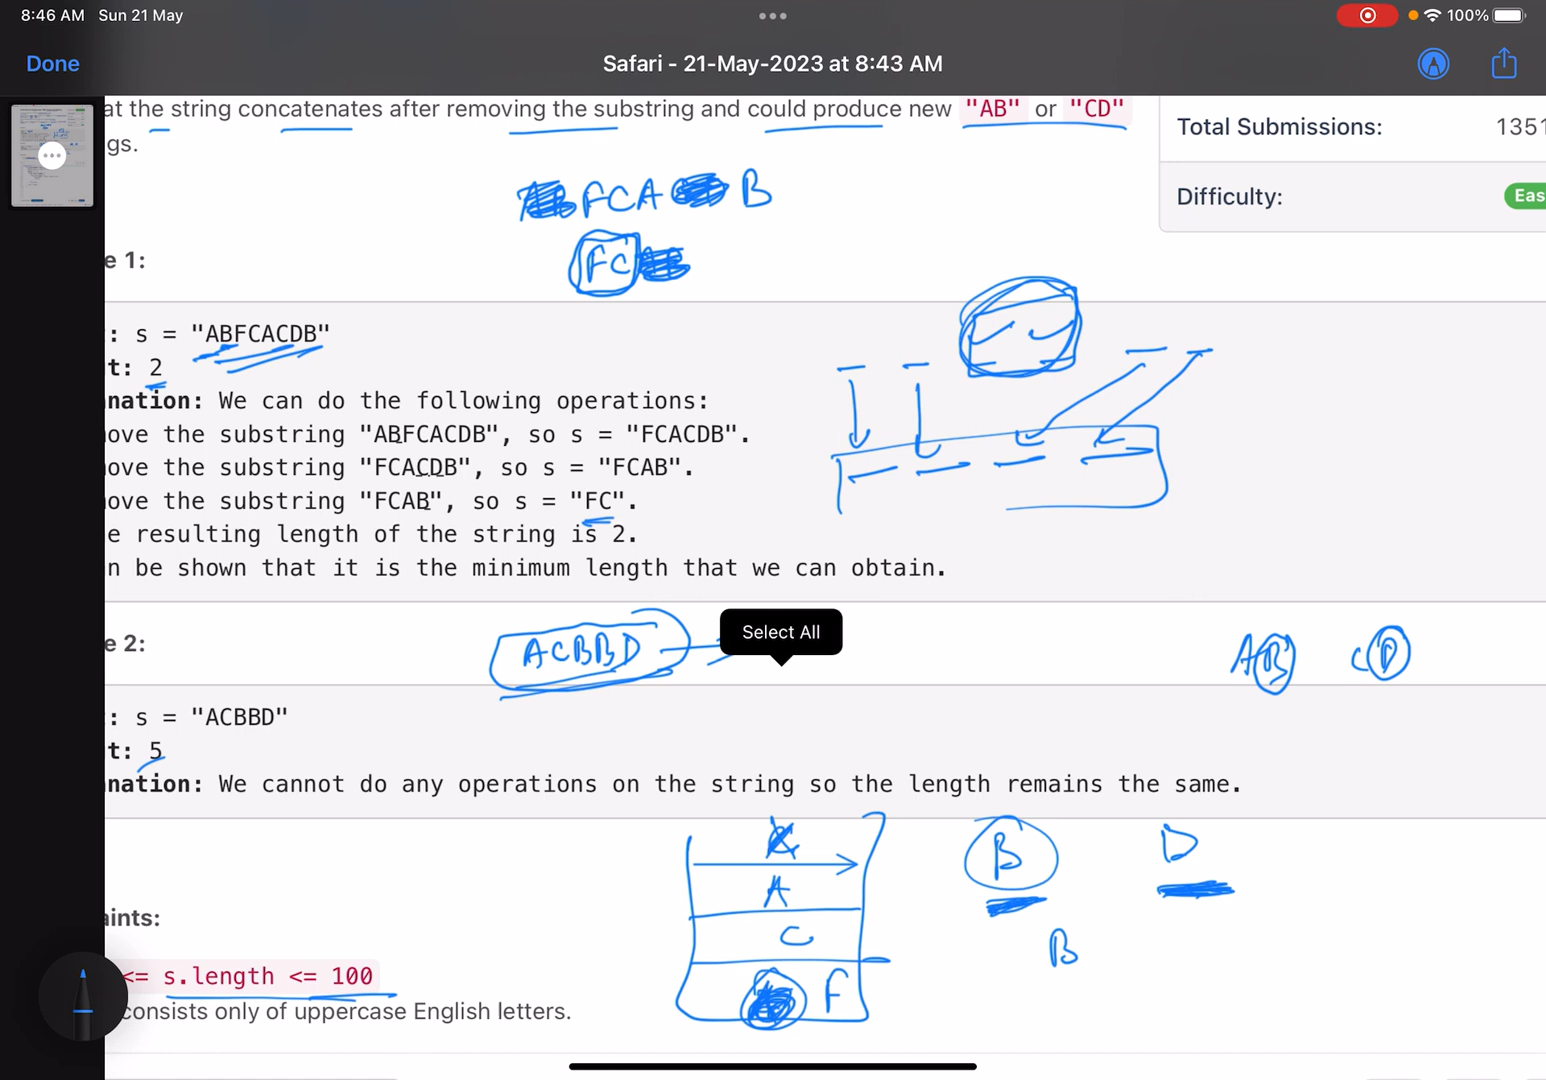 8:46 AM Sun 21 May
100%
Done
Safari - 21-May-2023 at 8:43 AM
at the string concatenates after removing the substring and could produce new "AB" or "CD"
gs.
Total Submissions: 1351
Difficulty: Eas
FCA B
FC
e 1:
: s = "ABFCACDB"
t: 2
nation: We can do the following operations:
ove the substring "ABFCACDB", so s = "FCACDB".
ove the substring "FCACDB", so s = "FCAB".
ove the substring "FCAB", so s = "FC".
e resulting length of the string is 2.
n be shown that it is the minimum length that we can obtain.
e 2:
ACBBD
Select All
AB CD
: s = "ACBBD"
t: 5
nation: We cannot do any operations on the string so the length remains the same.
B D
A
C
B
F
aints:
<= s.length <= 100
consists only of uppercase English letters.